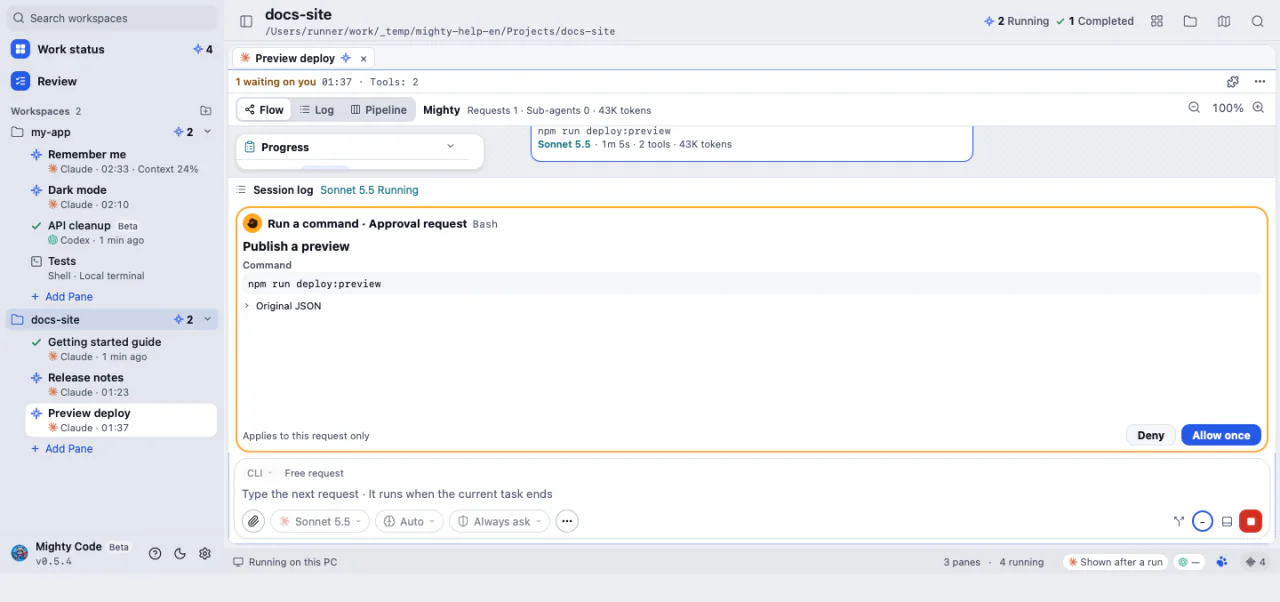 Search workspaces
Work status 4
Review
Workspaces 2
my-app 2
Remember me
Claude · 02:33 · Context 24%
Dark mode
Claude · 02:10
API cleanup Beta
Codex · 1 min ago
Tests
Shell · Local terminal
+ Add Pane
docs-site 2
Getting started guide
Claude · 1 min ago
Release notes
Claude · 01:23
Preview deploy
Claude · 01:37
+ Add Pane
Mighty Code Beta
v0.5.4
docs-site
/Users/runner/work/_temp/mighty-help-en/Projects/docs-site
2 Running 1 Completed
Preview deploy ×
1 waiting on you 01:37 · Tools: 2
Flow Log Pipeline Mighty Requests 1 · Sub-agents 0 · 43K tokens
100%
Progress
npm run deploy:preview
Sonnet 5.5 · 1m 5s · 2 tools · 43K tokens
Session log Sonnet 5.5 Running
Run a command · Approval request Bash
Publish a preview
Command
npm run deploy:preview
Original JSON
Applies to this request only
Deny Allow once
CLI Free request
Type the next request · It runs when the current task ends
Sonnet 5.5 Auto Always ask
Running on this PC
3 panes · 4 running Shown after a run — 4